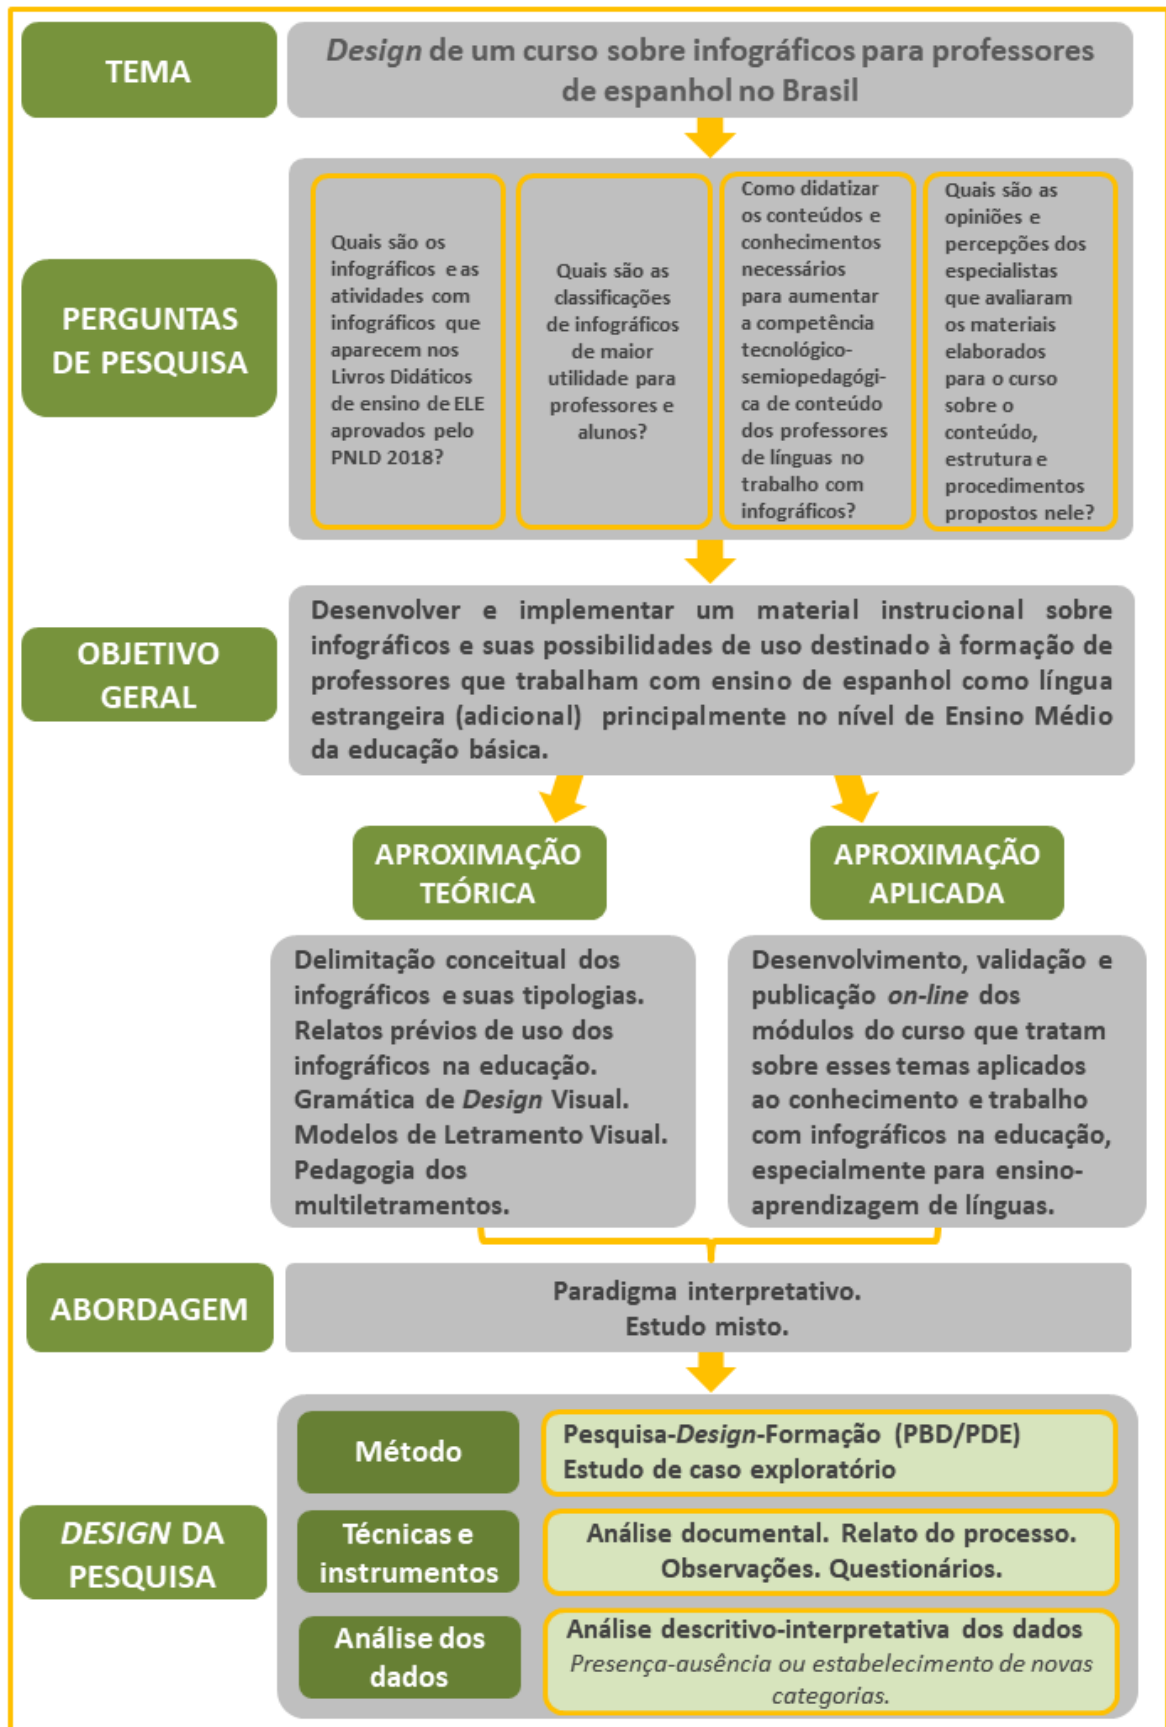 TEMA
Design de um curso sobre infográficos para professores
de espanhol no Brasil
PERGUNTAS
DE PESQUISA
Quais são os
infográficos e as
atividades com
infográficos que
aparecem nos
Livros Didáticos
de ensino de ELE
aprovados pelo
PNLD 2018?
Quais são as
classificações
de infográficos
de maior
utilidade para
professores e
alunos?
Como didatizar
os conteúdos e
conhecimentos
necessários
para aumentar
a competência
tecnológico-
semiopedagógi-
ca de conteúdo
dos professores
de línguas no
trabalho com
infográficos?
Quais são as
opiniões e
percepções dos
especialistas
que avaliaram
os materiais
elaborados
para o curso
sobre o
conteúdo,
estrutura e
procedimentos
propostos nele?
OBJETIVO
GERAL
Desenvolver e implementar um material instrucional sobre
infográficos e suas possibilidades de uso destinado à formação de
professores que trabalham com ensino de espanhol como língua
estrangeira (adicional) principalmente no nível de Ensino Médio
da educação básica.
APROXIMAÇÃO
TEÓRICA
Delimitação conceitual dos
infográficos e suas tipologias.
Relatos prévios de uso dos
infográficos na educação.
Gramática de Design Visual.
Modelos de Letramento Visual.
Pedagogia dos
multiletramentos.
APROXIMAÇÃO
APLICADA
Desenvolvimento, validação e
publicação on-line dos
módulos do curso que tratam
sobre esses temas aplicados
ao conhecimento e trabalho
com infográficos na educação,
especialmente para ensino-
aprendizagem de línguas.
ABORDAGEM
Paradigma interpretativo.
Estudo misto.
DESIGN DA
PESQUISA
Método
Pesquisa-Design-Formação (PBD/PDE)
Estudo de caso exploratório
Técnicas e
instrumentos
Análise documental. Relato do processo.
Observações. Questionários.
Análise dos
dados
Análise descritivo-interpretativa dos dados
Presença-ausência ou estabelecimento de novas
categorias.